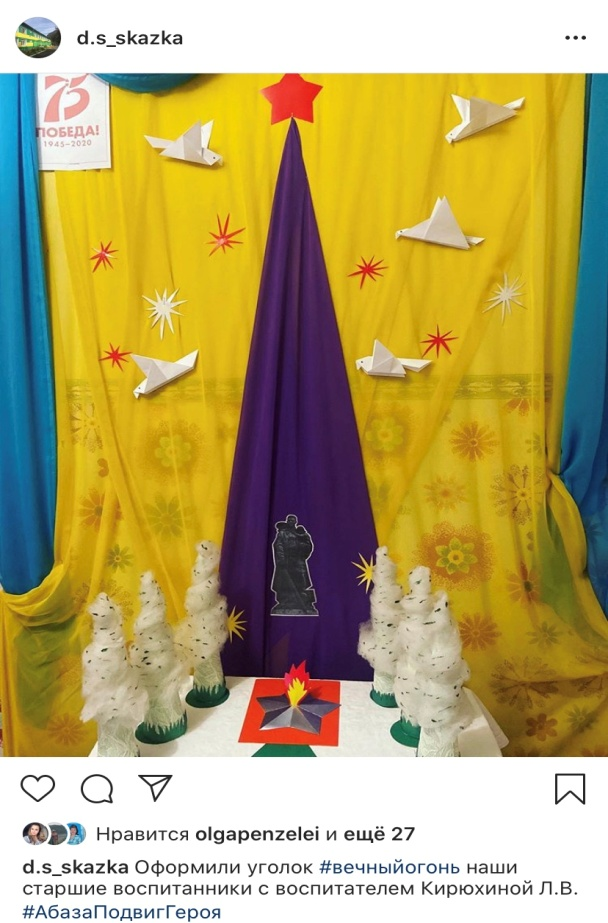 d.s_skazka
75
ПОБЕДА!
1945–2020
Нравится olgapenzelei и ещё 27
d.s_skazka Оформили уголок #вечныйогонь наши
старшие воспитанники с воспитателем Кирюхиной Л.В.
#АбазаПодвигГероя